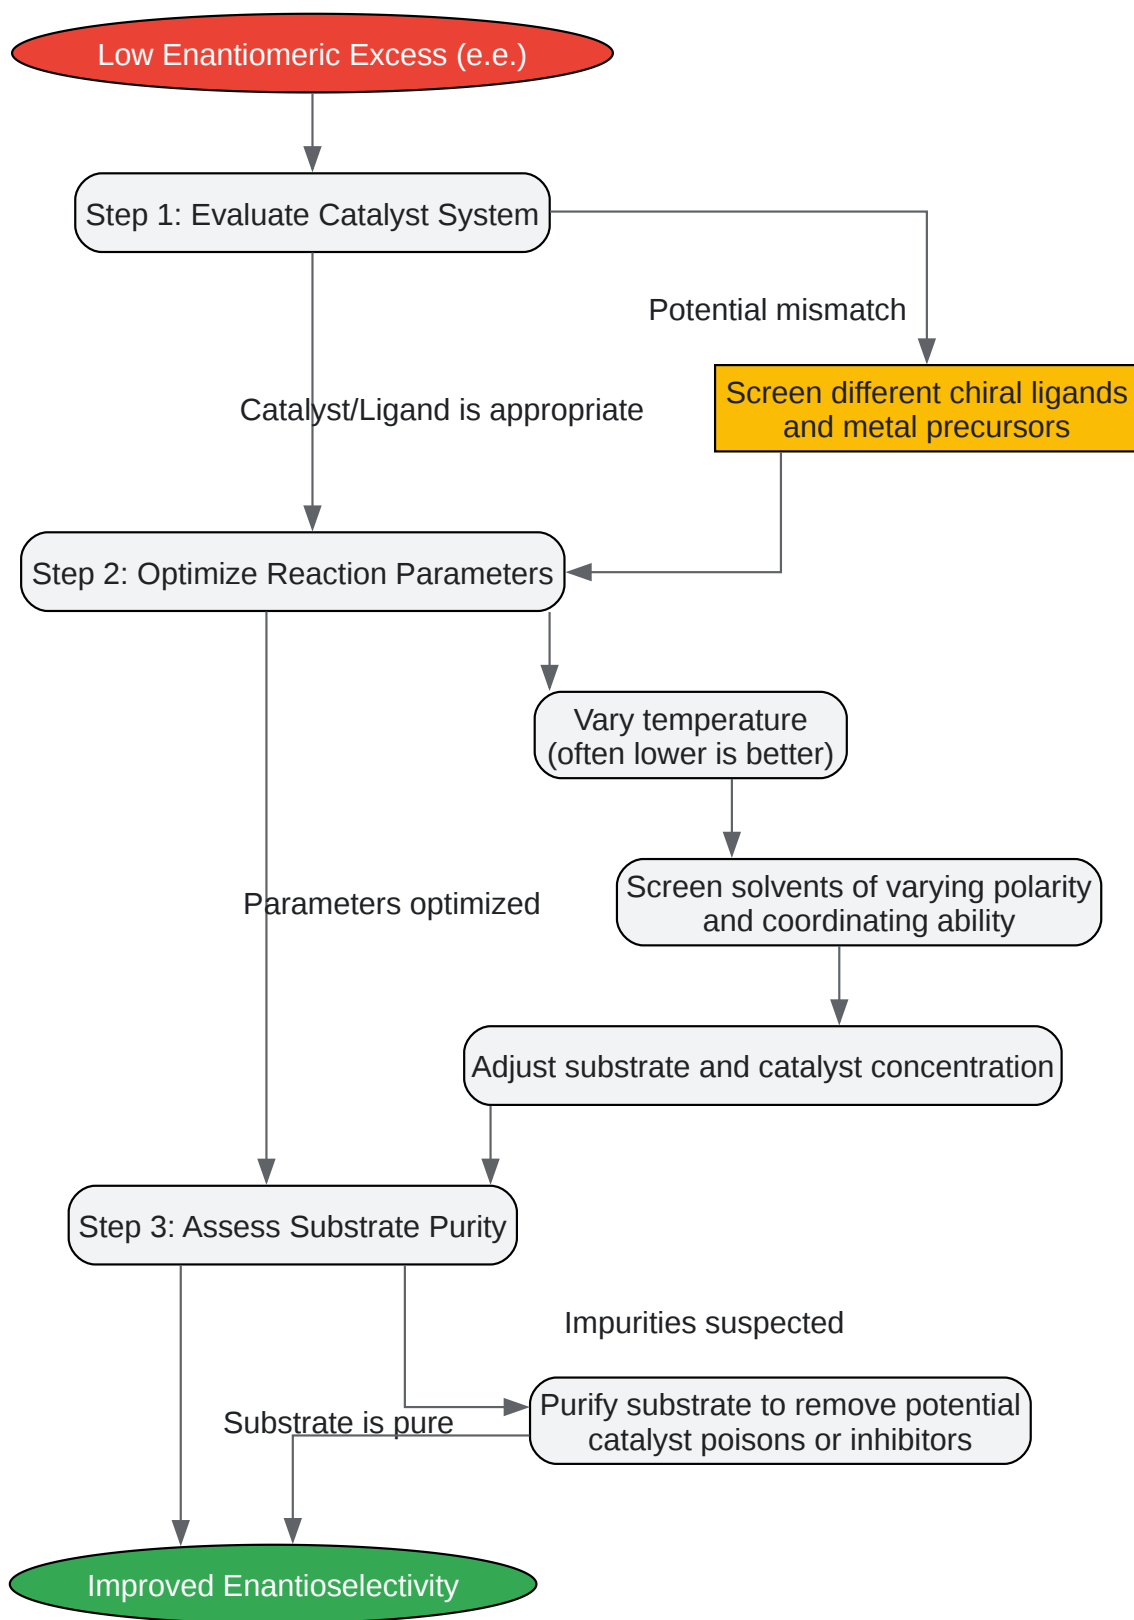 Low Enantiomeric Excess (e.e.)
Step 1: Evaluate Catalyst System
Potential mismatch
Screen different chiral ligands
and metal precursors
Catalyst/Ligand is appropriate
Step 2: Optimize Reaction Parameters
Vary temperature
(often lower is better)
Screen solvents of varying polarity
and coordinating ability
Parameters optimized
Adjust substrate and catalyst concentration
Step 3: Assess Substrate Purity
Impurities suspected
Purify substrate to remove potential
catalyst poisons or inhibitors
Substrate is pure
Improved Enantioselectivity